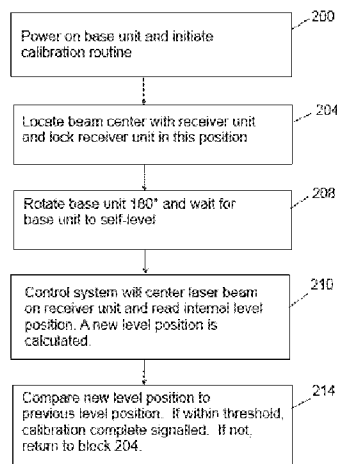 200
Power on base unit and initiate
calibration routine
204
Locate beam center with receiver unit
and lock receiver unit in this position
208
Rotate base unit 180° and wait for
base unit to self-level
210
Control system will center laser beam
on receiver unit and read internal level
position. A new level position is
calculated.
214
Compare new level position to
previous level position. If within threshold,
calibration complete signalled. If not,
return to block 204.